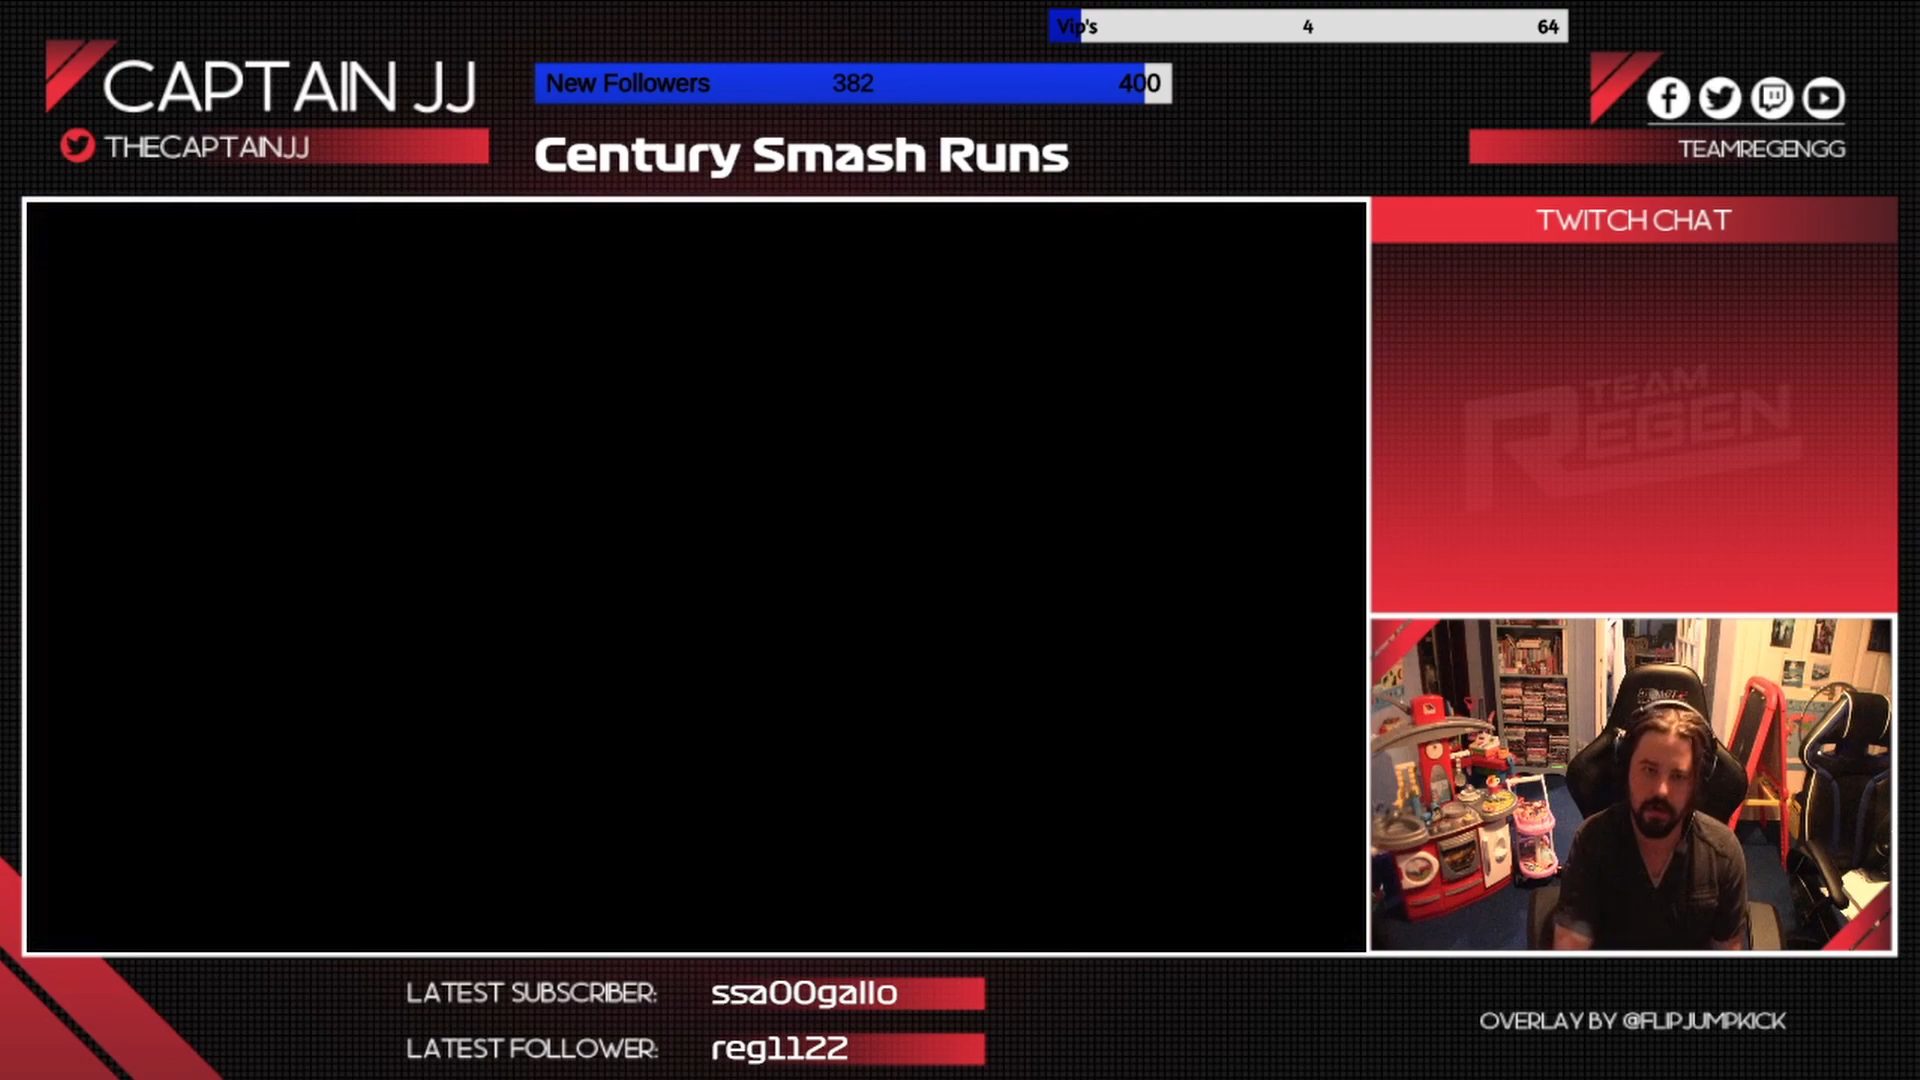 Vip's 4 64
CAPTAIN JJ
New Followers 382 400
THECAPTAINJJ
Century Smash Runs
TEAMREGENGG
TWITCH CHAT
TEAM
REGEN
LATEST SUBSCRIBER: ssa00gallo
LATEST FOLLOWER: reg1122
OVERLAY BY @FLIPJUMPKICK